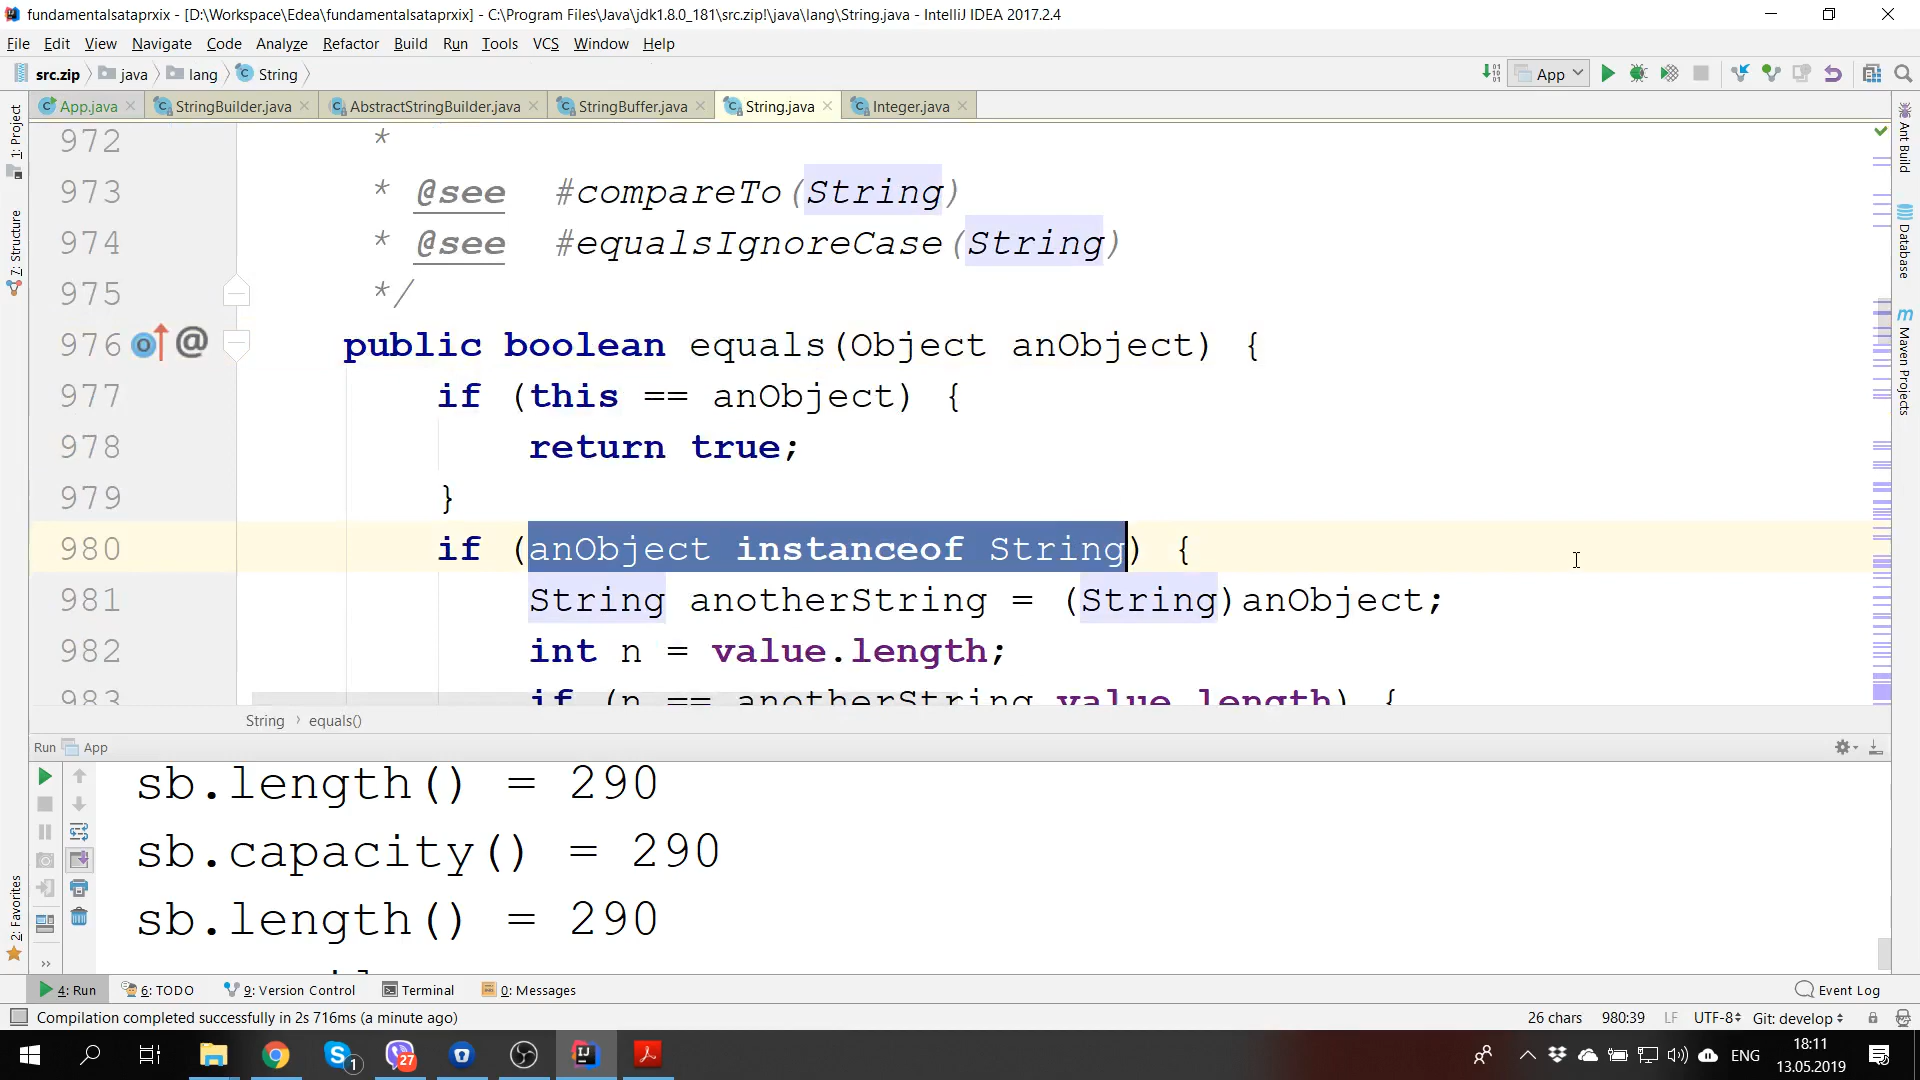 fundamentalsataprxix - [D:\Workspace\Edea\fundamentalsataprxix] - C:\Program Files\Java\jdk1.8.0_181\src.zip!\java\lang\String.java - IntelliJ IDEA 2017.2.4
File Edit View Navigate Code Analyze Refactor Build Run Tools VCS Window Help
src.zip java lang String App
App.java StringBuilder.java AbstractStringBuilder.java StringBuffer.java String.java Integer.java
1: Project
7: Structure
2: Favorites
Ant Build
Database
Maven Projects
972 *
973 * @see #compareTo(String)
974 * @see #equalsIgnoreCase(String)
975 */
976 @ public boolean equals(Object anObject) {
977 if (this == anObject) {
978 return true;
979 }
980 if (anObject instanceof String) {
981 String anotherString = (String)anObject;
982 int n = value.length;
983 if (n == anotherString.value.length) {
String › equals()
Run App
sb.length() = 290
sb.capacity() = 290
sb.length() = 290
4: Run 6: TODO 9: Version Control Terminal 0: Messages Event Log
Compilation completed successfully in 2s 716ms (a minute ago) 26 chars 980:39 LF UTF-8 Git: develop
1 27 ENG 18:11
13.05.2019